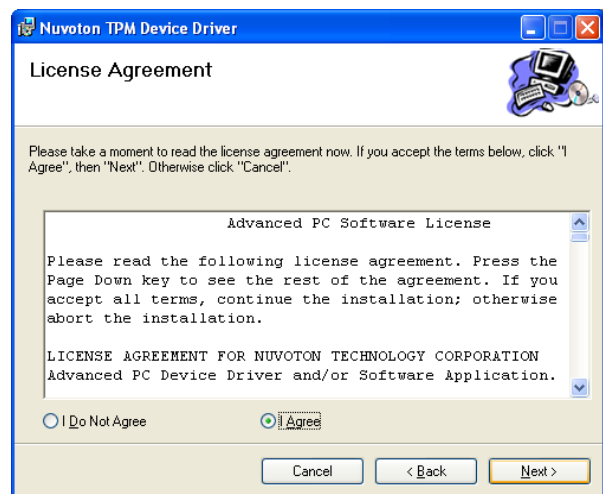 Nuvoton TPM Device Driver
License Agreement
Please take a moment to read the license agreement now. If you accept the terms below, click "I
Agree", then "Next". Otherwise click "Cancel".
Advanced PC Software License
Please read the following license agreement. Press the
Page Down key to see the rest of the agreement. If you
accept all terms, continue the installation; otherwise
abort the installation.
LICENSE AGREEMENT FOR NUVOTON TECHNOLOGY CORPORATION
Advanced PC Device Driver and/or Software Application.
I Do Not Agree I Agree
Cancel < Back Next >